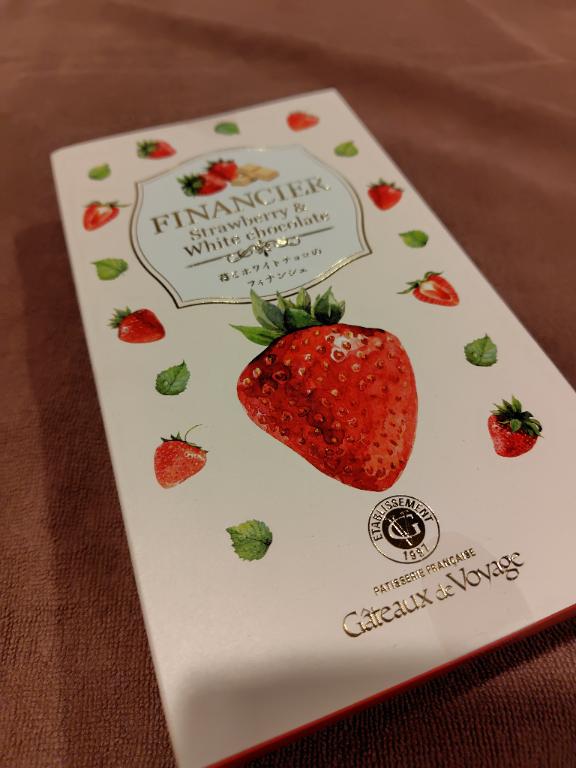 FINANCIER
Strawberry &
White chocolate
苺とホワイトチョコの
フィナンシェ
ETABLISSEMENT
G
1997
PATISSERIE FRANÇAISE
Gâteaux de Voyage